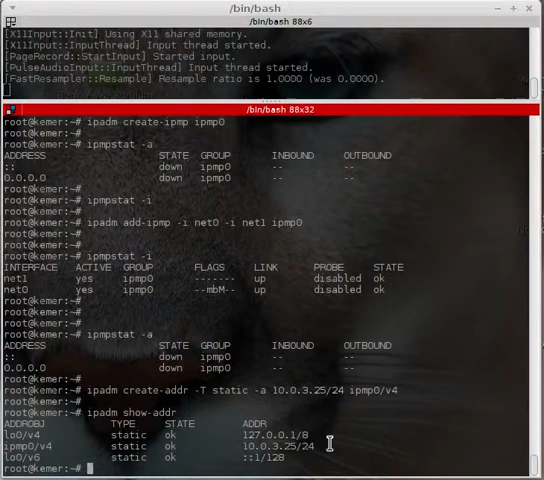 /bin/bash
/bin/bash 88x6
[X11Input::Init] Using X11 shared memory.
[X11Input::InputThread] Input thread started.
[PageRecord::StartInput] Started input.
[PulseAudioInput::InputThread] Input thread started.
[FastResampler::Resample] Resample ratio is 1.0000 (was 0.0000).
/bin/bash 88x32
root@kemer:~# ipadm create-ipmp ipmp0
root@kemer:~#
root@kemer:~# ipmpstat -a
ADDRESS STATE GROUP INBOUND OUTBOUND
:: down ipmp0 -- --
0.0.0.0 down ipmp0 -- --
root@kemer:~#
root@kemer:~# ipmpstat -i
root@kemer:~#
root@kemer:~# ipadm add-ipmp -i net0 -i net1 ipmp0
root@kemer:~#
root@kemer:~#
root@kemer:~# ipmpstat -i
INTERFACE ACTIVE GROUP FLAGS LINK PROBE STATE
net1 yes ipmp0 ------- up disabled ok
net0 yes ipmp0 --mbM-- up disabled ok
root@kemer:~#
root@kemer:~#
root@kemer:~#
root@kemer:~# ipmpstat -a
ADDRESS STATE GROUP INBOUND OUTBOUND
:: down ipmp0 -- --
0.0.0.0 down ipmp0 -- --
root@kemer:~#
root@kemer:~# ipadm create-addr -T static -a 10.0.3.25/24 ipmp0/v4
root@kemer:~#
root@kemer:~# ipadm show-addr
ADDROBJ TYPE STATE ADDR
lo0/v4 static ok 127.0.0.1/8
ipmp0/v4 static ok 10.0.3.25/24
lo0/v6 static ok ::1/128
root@kemer:~#